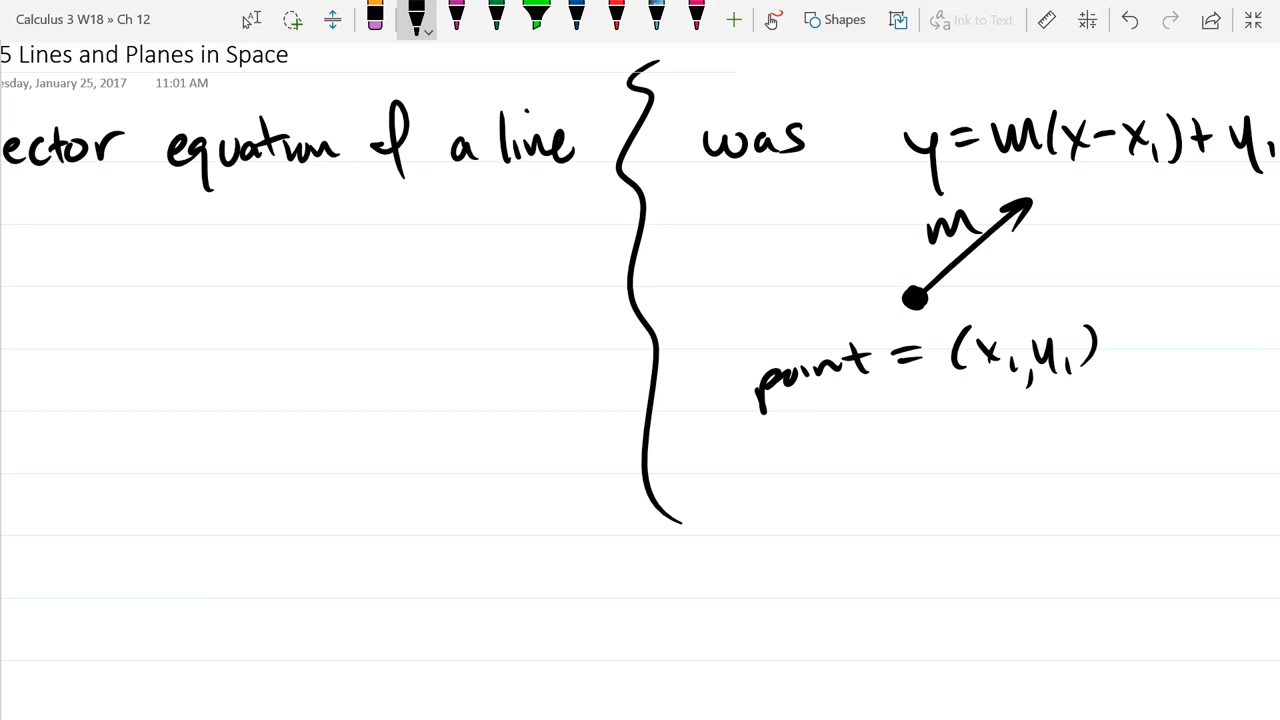 Calculus 3 W18 » Ch 12
Shapes
Ink to Text
5 Lines and Planes in Space
esday, January 25, 2017 11:01 AM
ector equation of a line
was y = m(x - x₁) + y₁
m
point = (x₁, y₁)